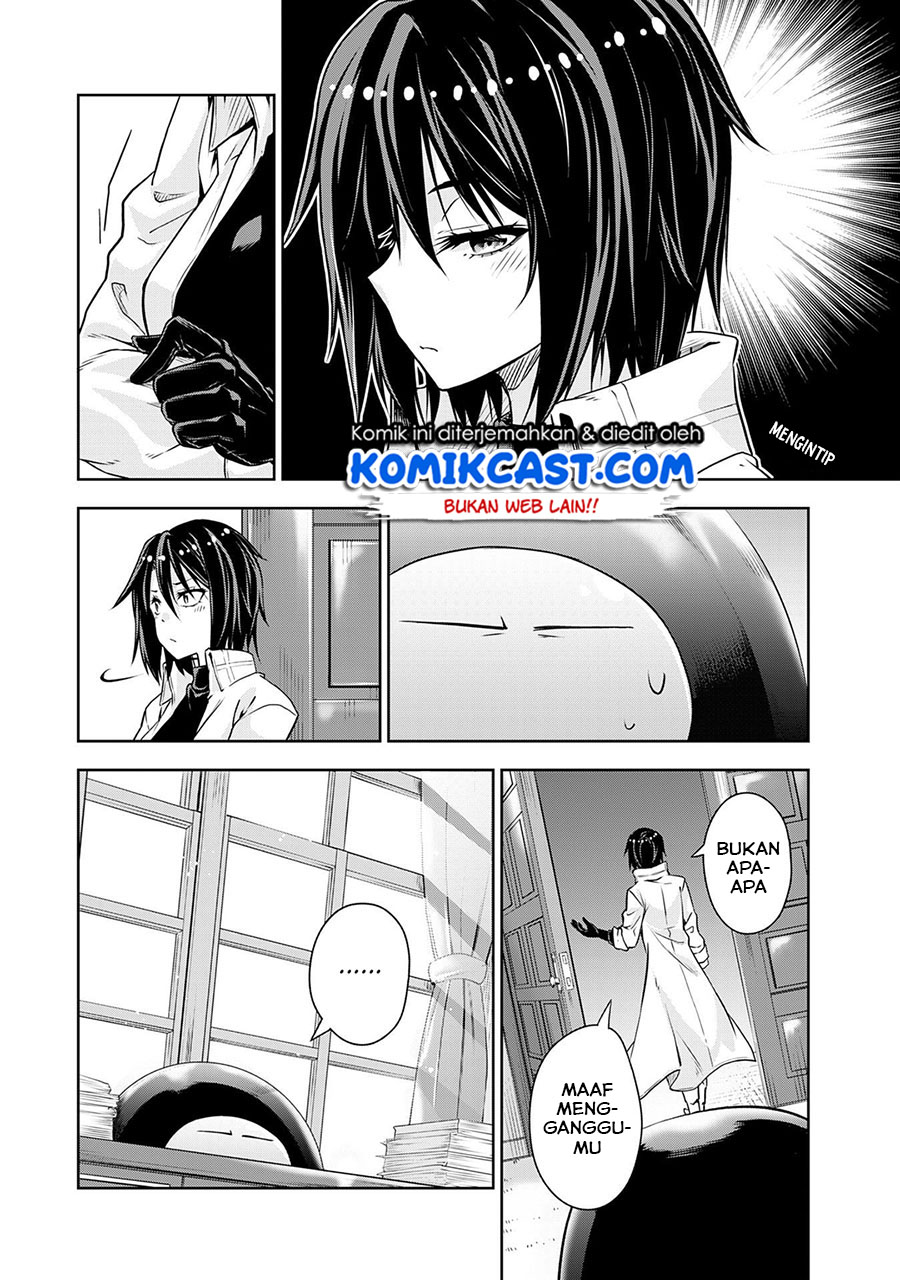 MENGINTIP
Komik ini diterjemahkan & diedit oleh
KOMIKCAST.COM
BUKAN WEB LAIN!!
BUKAN
APA-
APA
MAAF
MENG-
GANGGU-
MU
......